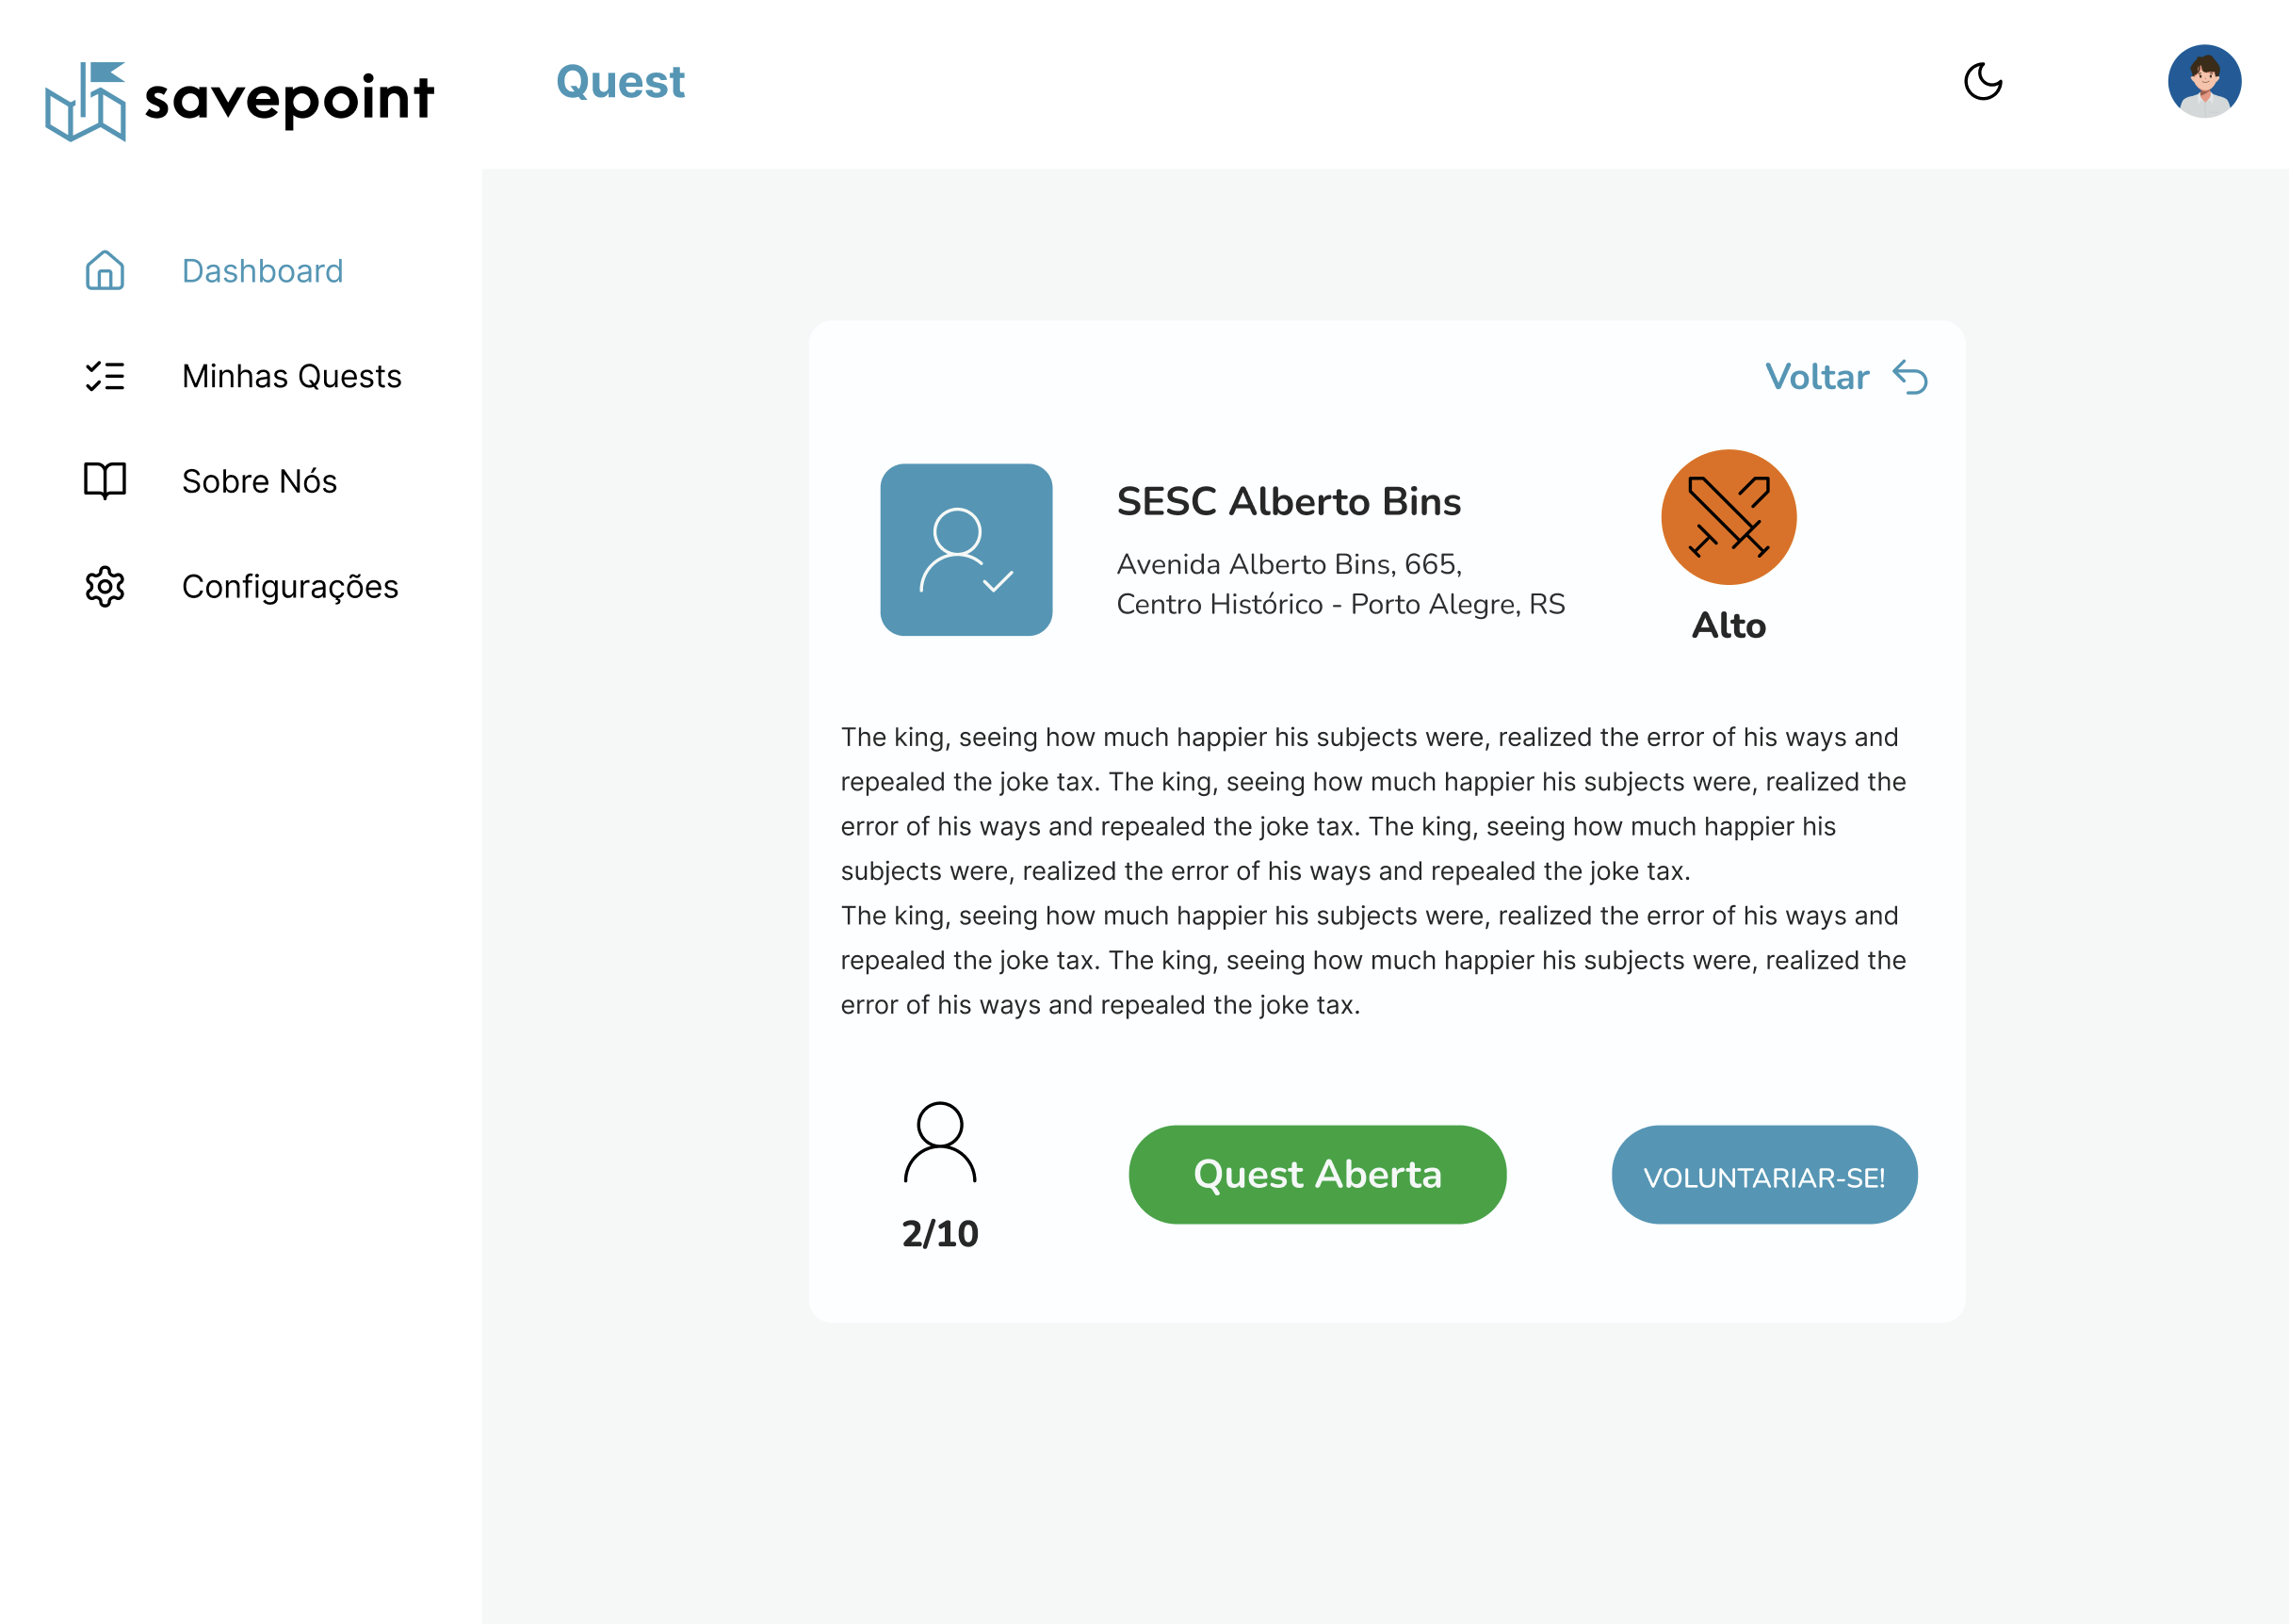 savepoint
Quest
Dashboard
Minhas Quests
Sobre Nós
Configurações
Voltar
SESC Alberto Bins
Avenida Alberto Bins, 665,
Centro Histórico - Porto Alegre, RS
Alto
The king, seeing how much happier his subjects were, realized the error of his ways and
repealed the joke tax. The king, seeing how much happier his subjects were, realized the
error of his ways and repealed the joke tax. The king, seeing how much happier his
subjects were, realized the error of his ways and repealed the joke tax.
The king, seeing how much happier his subjects were, realized the error of his ways and
repealed the joke tax. The king, seeing how much happier his subjects were, realized the
error of his ways and repealed the joke tax.
2/10
Quest Aberta
VOLUNTARIAR-SE!